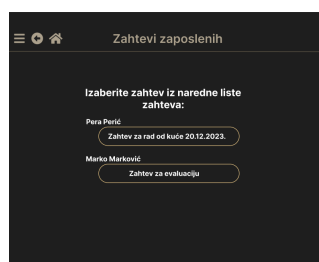 Zahtevi zaposlenih
Izaberite zahtev iz naredne liste
zahteva:
Pera Perić
Zahtev za rad od kuće 20.12.2023.
Marko Marković
Zahtev za evaluaciju